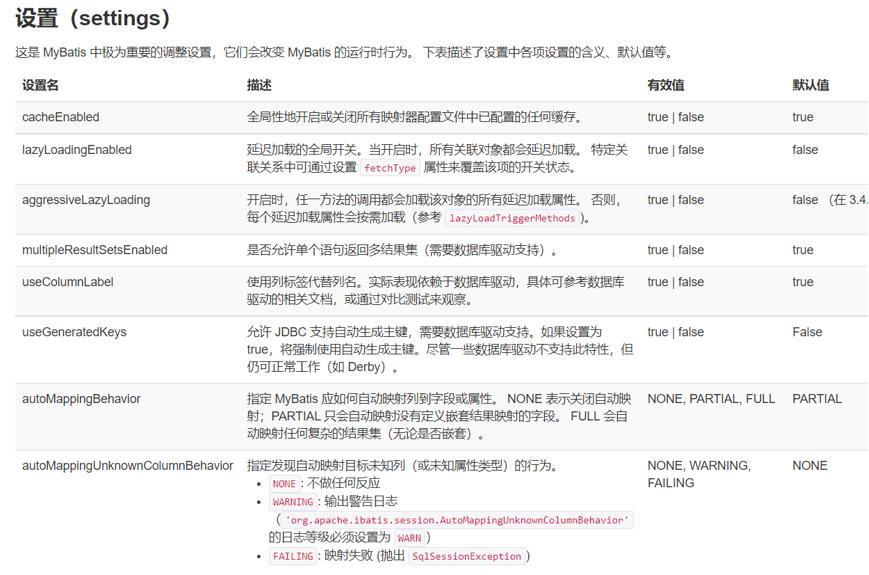 设置（settings）
这是 MyBatis 中极为重要的调整设置，它们会改变 MyBatis 的运行时行为。 下表描述了设置中各项设置的含义、默认值等。
设置名 描述 有效值 默认值
cacheEnabled 全局性地开启或关闭所有映射器配置文件中已配置的任何缓存。 true | false true
lazyLoadingEnabled 延迟加载的全局开关。当开启时，所有关联对象都会延迟加载。 特定关 true | false false
联关系中可通过设置 fetchType 属性来覆盖该项的开关状态。
aggressiveLazyLoading 开启时，任一方法的调用都会加载该对象的所有延迟加载属性。 否则， true | false false （在 3.4.
每个延迟加载属性会按需加载（参考 lazyLoadTriggerMethods )。
multipleResultSetsEnabled 是否允许单个语句返回多结果集（需要数据库驱动支持）。 true | false true
useColumnLabel 使用列标签代替列名。实际表现依赖于数据库驱动，具体可参考数据库 true | false true
驱动的相关文档，或通过对比测试来观察。
useGeneratedKeys 允许 JDBC 支持自动生成主键，需要数据库驱动支持。如果设置为 true | false False
true，将强制使用自动生成主键。尽管一些数据库驱动不支持此特性，但
仍可正常工作（如 Derby）。
autoMappingBehavior 指定 MyBatis 应如何自动映射列到字段或属性。 NONE 表示关闭自动映 NONE, PARTIAL, FULL PARTIAL
射；PARTIAL 只会自动映射没有定义嵌套结果映射的字段。 FULL 会自
动映射任何复杂的结果集（无论是否嵌套）。
autoMappingUnknownColumnBehavior 指定发现自动映射目标未知列（或未知属性类型）的行为。 NONE, WARNING, NONE
• NONE : 不做任何反应 FAILING
• WARNING : 输出警告日志
（ 'org.apache.ibatis.session.AutoMappingUnknownColumnBehavior'
的日志等级必须设置为 WARN ）
• FAILING : 映射失败 (抛出 SqlSessionException )